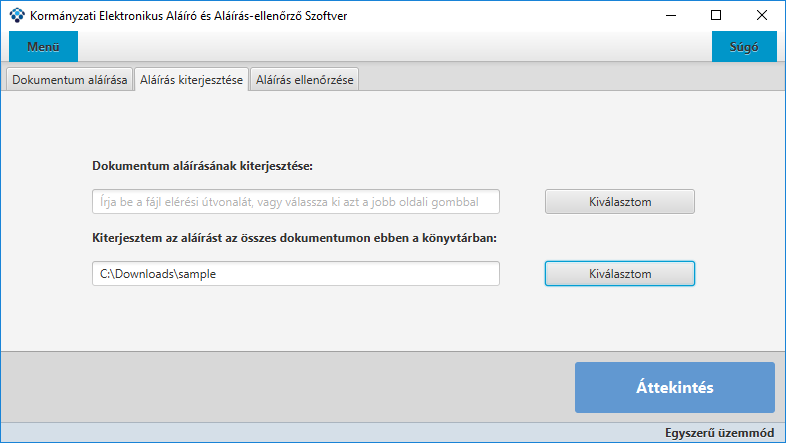 Kormányzati Elektronikus Aláíró és Aláírás-ellenőrző Szoftver
Menü Súgó
Dokumentum aláírása Aláírás kiterjesztése Aláírás ellenőrzése
Dokumentum aláírásának kiterjesztése:
Írja be a fájl elérési útvonalát, vagy válassza ki azt a jobb oldali gombbal Kiválasztom
Kiterjesztem az aláírást az összes dokumentumon ebben a könyvtárban:
C:\Downloads\sample Kiválasztom
Áttekintés
Egyszerű üzemmód